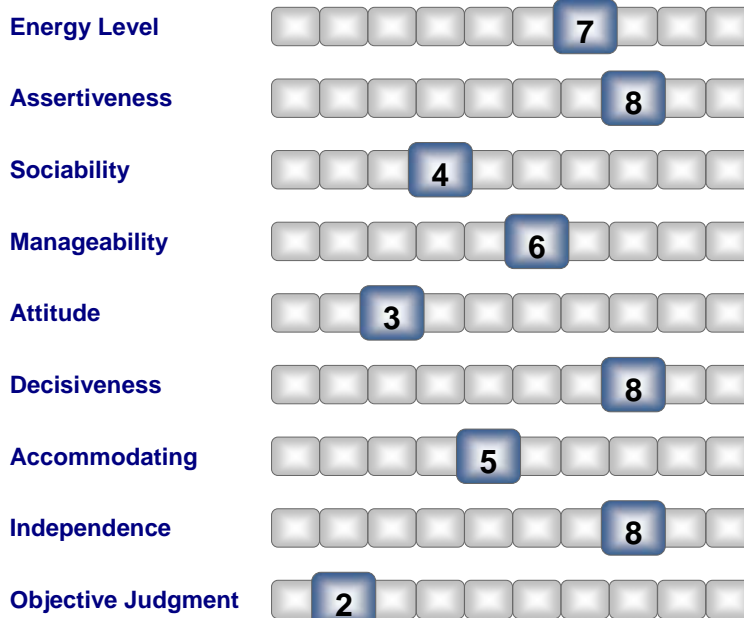 Energy Level 7
Assertiveness 8
Sociability 4
Manageability 6
Attitude 3
Decisiveness 8
Accommodating 5
Independence 8
Objective Judgment 2